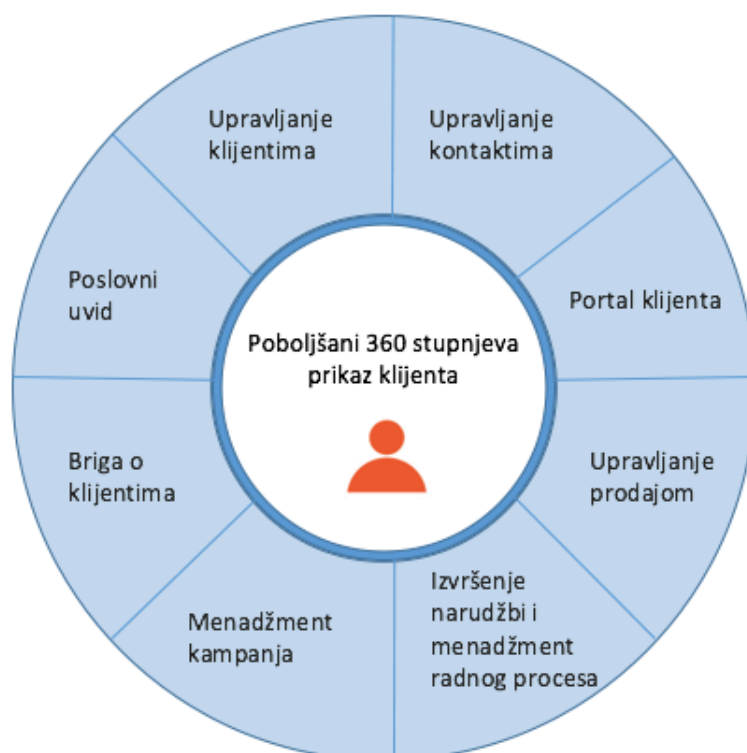 Upravljanje
klijentima
Upravljanje
kontaktima
Portal klijenta
Upravljanje
prodajom
Izvršenje
narudžbi i
menadžment
radnog procesa
Menadžment
kampanja
Briga o
klijentima
Poslovni
uvid
Poboljšani 360 stupnjeva
prikaz klijenta